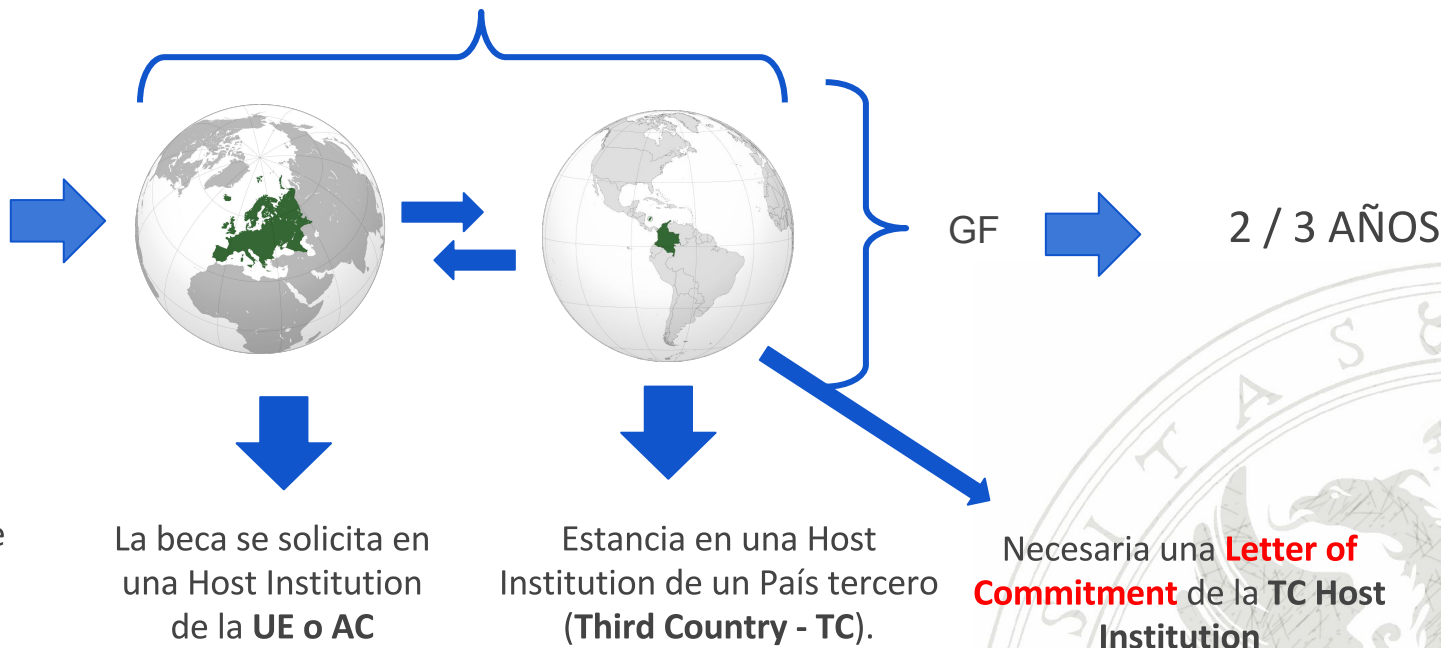 GF
2 / 3 AÑOS
e
La beca se solicita en
una Host Institution
de la UE o AC
Estancia en una Host
Institution de un País tercero
(Third Country - TC).
Necesaria una Letter of
Commitment de la TC Host
Institution
I T A S